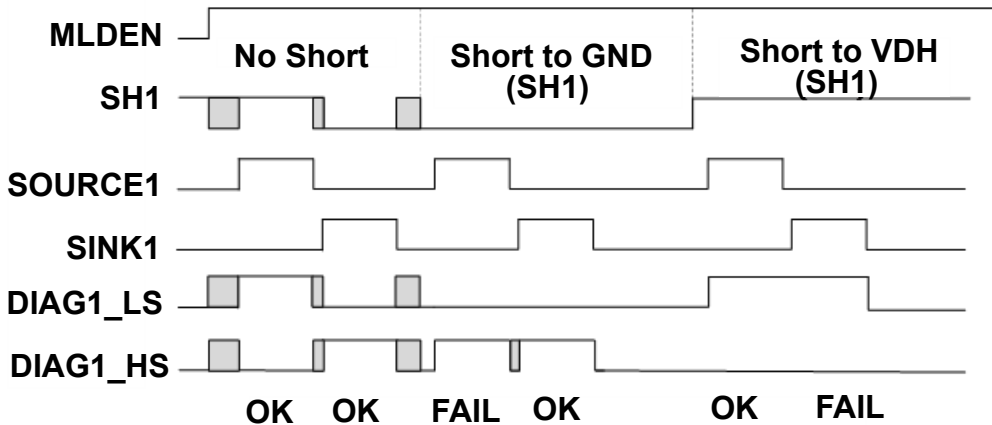 MLDEN
No Short
Short to GND
(SH1)
Short to VDH
(SH1)
SH1
SOURCE1
SINK1
DIAG1_LS
DIAG1_HS
OK OK FAIL OK OK FAIL